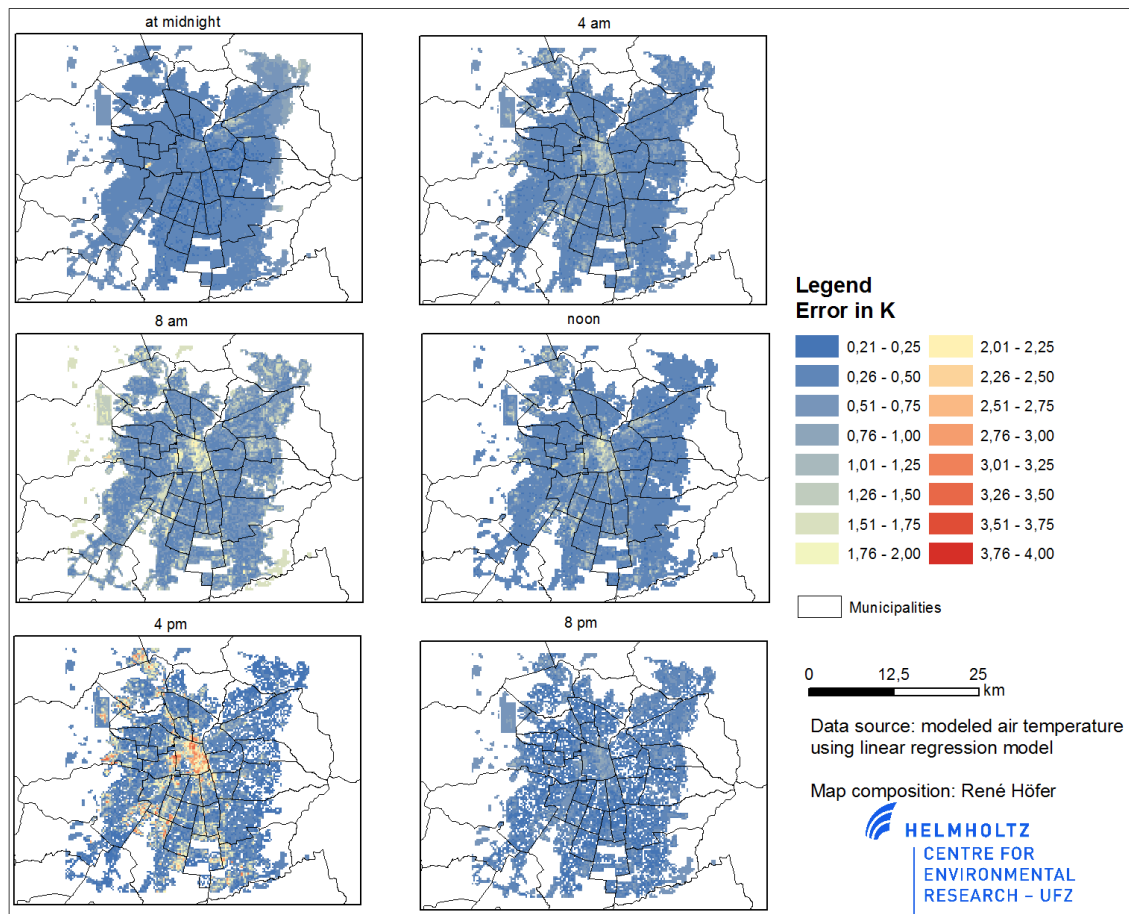 at midnight
4 am
8 am
noon
4 pm
8 pm
Legend
Error in K
0,21 - 0,25
0,26 - 0,50
0,51 - 0,75
0,76 - 1,00
1,01 - 1,25
1,26 - 1,50
1,51 - 1,75
1,76 - 2,00
2,01 - 2,25
2,26 - 2,50
2,51 - 2,75
2,76 - 3,00
3,01 - 3,25
3,26 - 3,50
3,51 - 3,75
3,76 - 4,00
Municipalities
0 12,5 25
km
Data source: modeled air temperature
using linear regression model
Map composition: René Höfer
HELMHOLTZ
CENTRE FOR
ENVIRONMENTAL
RESEARCH – UFZ